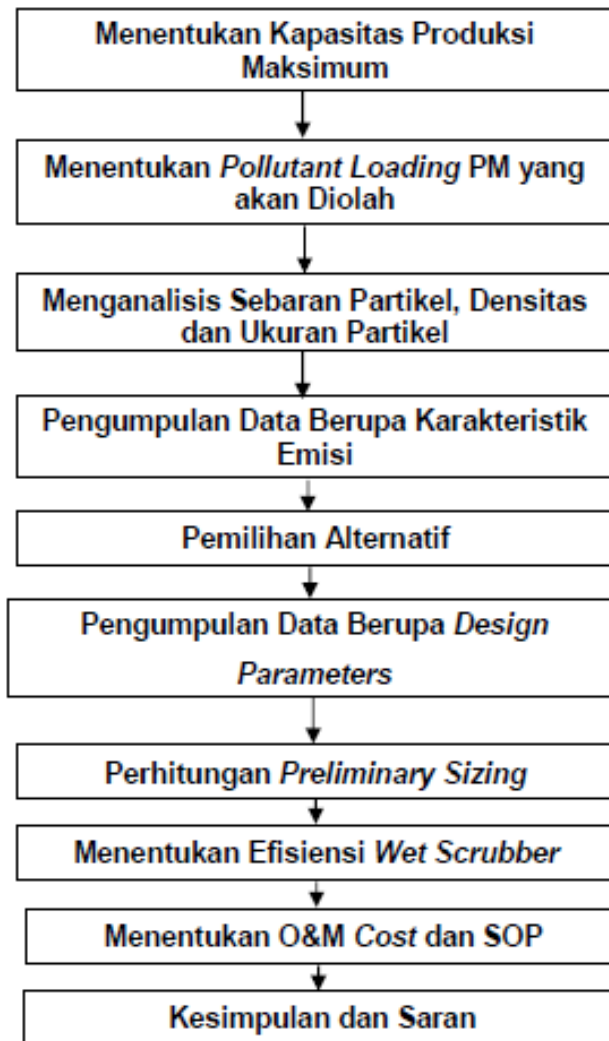 Menentukan Kapasitas Produksi
Maksimum
Menentukan Pollutant Loading PM yang
akan Diolah
Menganalisis Sebaran Partikel, Densitas
dan Ukuran Partikel
Pengumpulan Data Berupa Karakteristik
Emisi
Pemilihan Alternatif
Pengumpulan Data Berupa Design
Parameters
Perhitungan Preliminary Sizing
Menentukan Efisiensi Wet Scrubber
Menentukan O&M Cost dan SOP
Kesimpulan dan Saran